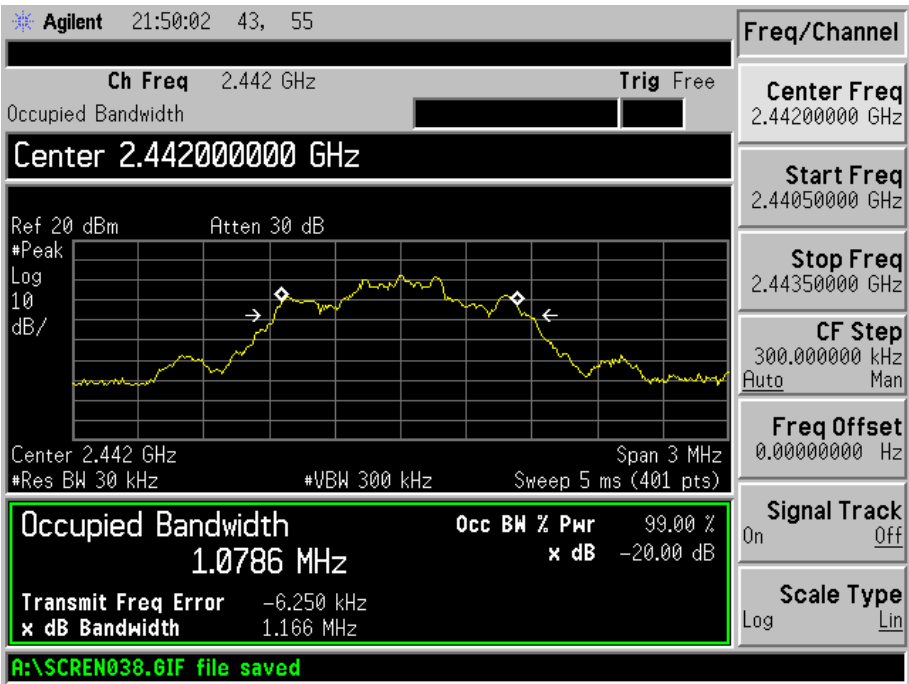 Agilent 21:50:02 43, 55
Ch Freq 2.442 GHz Trig Free
Occupied Bandwidth
Center 2.442000000 GHz
Ref 20 dBm Atten 30 dB
#Peak
Log
10
dB/
Center 2.442 GHz Span 3 MHz
#Res BW 30 kHz #VBW 300 kHz Sweep 5 ms (401 pts)
Occupied Bandwidth Occ BW % Pwr 99.00 %
1.0786 MHz x dB -20.00 dB
Transmit Freq Error -6.250 kHz
x dB Bandwidth 1.166 MHz
A:\SCREN038.GIF file saved
Freq/Channel
Center Freq
2.44200000 GHz
Start Freq
2.44050000 GHz
Stop Freq
2.44350000 GHz
CF Step
300.000000 kHz
Auto Man
Freq Offset
0.00000000 Hz
Signal Track
On Off
Scale Type
Log Lin